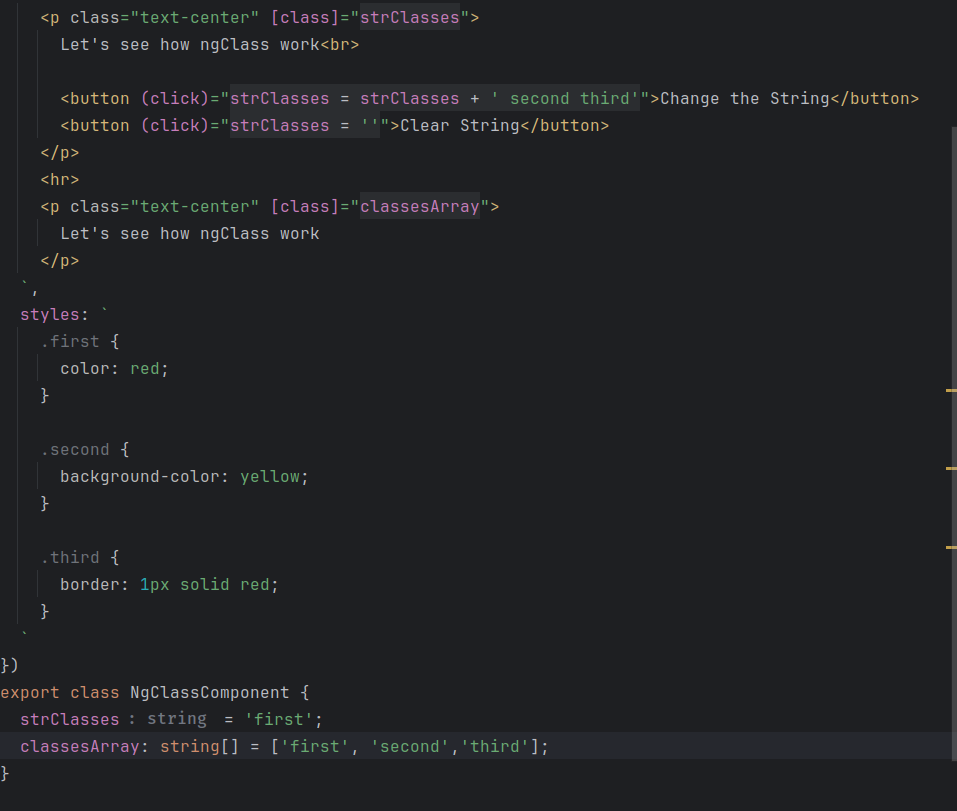 <p class="text-center" [class]="strClasses">
Let's see how ngClass work<br>
<button (click)="strClasses = strClasses + ' second third'">Change the String</button>
<button (click)="strClasses = ''">Clear String</button>
</p>
<hr>
<p class="text-center" [class]="classesArray">
Let's see how ngClass work
</p>
`,
styles: `
.first {
color: red;
}
.second {
background-color: yellow;
}
.third {
border: 1px solid red;
}
`
})
export class NgClassComponent {
strClasses : string = 'first';
classesArray: string[] = ['first', 'second','third'];
}